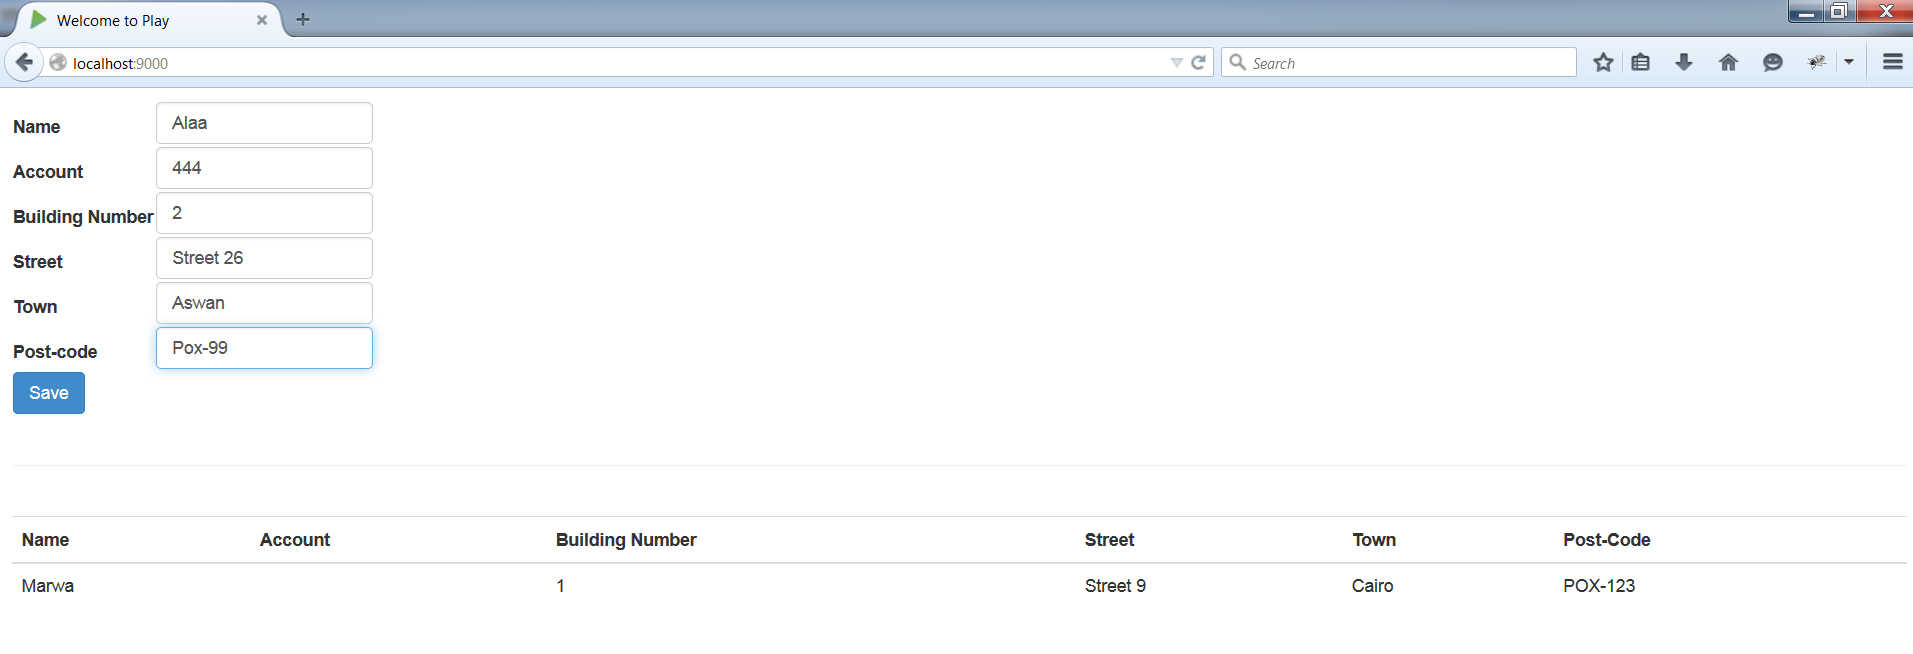 Welcome to Play
localhost:9000
Search
Name Alaa
Account 444
Building Number 2
Street Street 26
Town Aswan
Post-code Pox-99
Save
Name Account Building Number Street Town Post-Code
Marwa 1 Street 9 Cairo POX-123